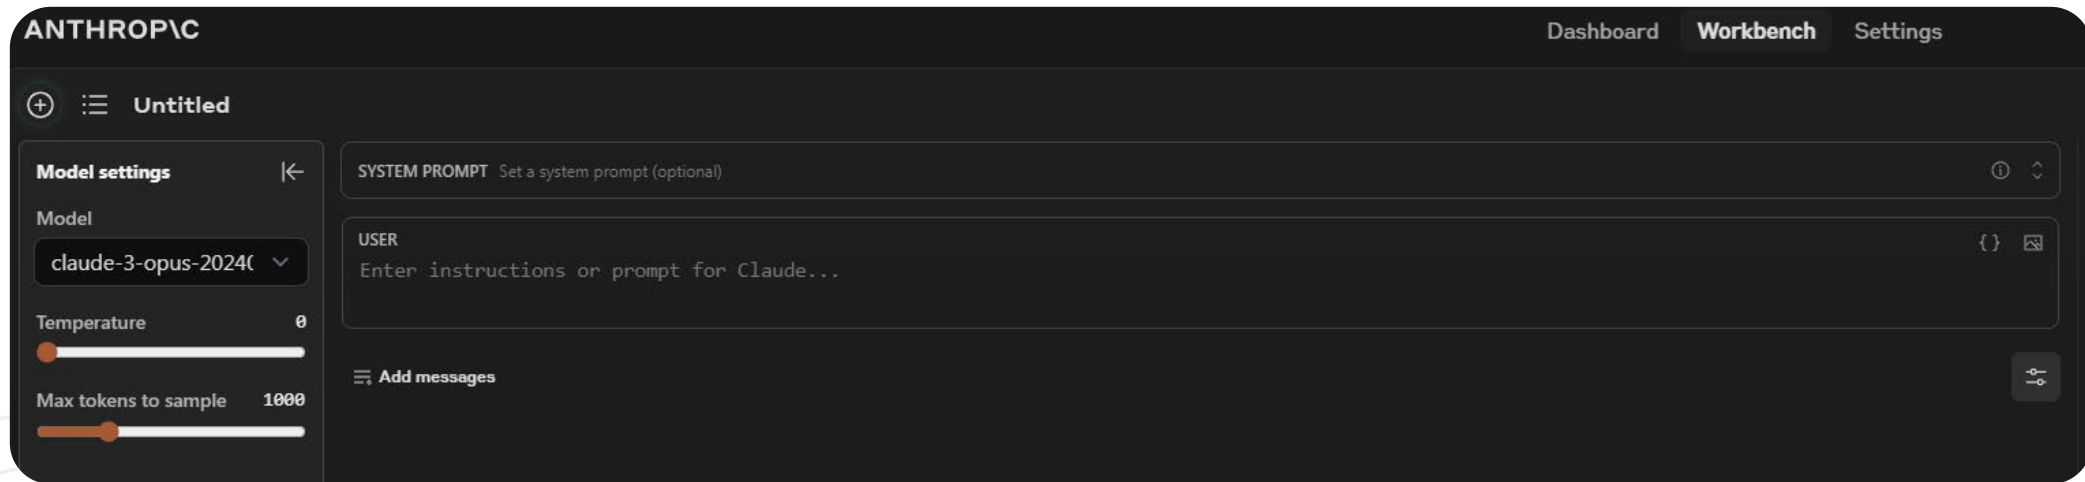 ANTHROP\C
Dashboard Workbench Settings
Untitled
Model settings
Model
claude-3-opus-2024(
Temperature 0
Max tokens to sample 1000
SYSTEM PROMPT Set a system prompt (optional)
USER
{}
Enter instructions or prompt for Claude...
Add messages